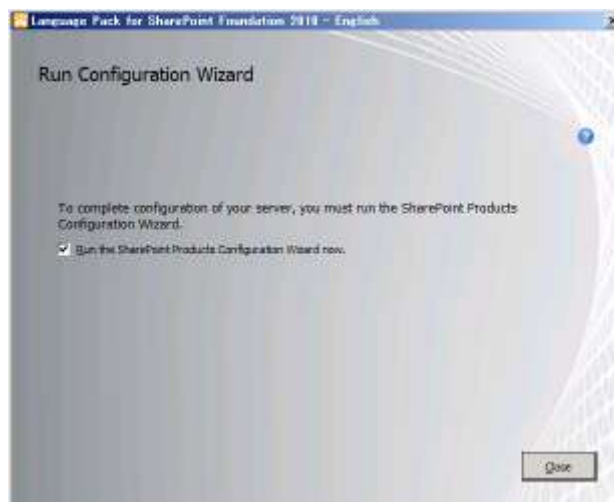 Language Pack for SharePoint Foundation 2010 - English
Run Configuration Wizard
To complete configuration of your server, you must run the SharePoint Products
Configuration Wizard.
Run the SharePoint Products Configuration Wizard now.
Close